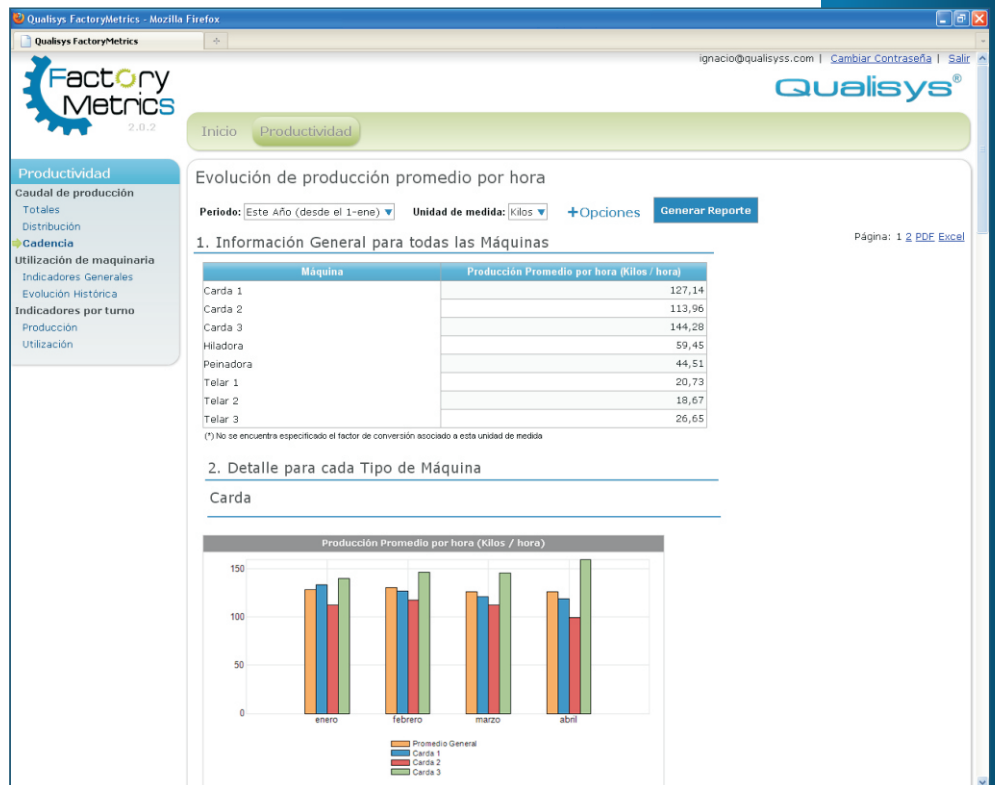 Qualisys FactoryMetrics - Mozilla Firefox
Qualisys FactoryMetrics
ignacio@qualisyss.com | Cambiar Contraseña | Salir
Factory
Metrics
2.0.2
Qualisys®
Inicio Productividad
Productividad
Caudal de producción
Totales
Distribución
Cadencia
Utilización de maquinaria
Indicadores Generales
Evolución Histórica
Indicadores por turno
Producción
Utilización
Evolución de producción promedio por hora
Periodo: Este Año (desde el 1-ene) Unidad de medida: Kilos +Opciones Generar Reporte
Página: 1 2 PDF Excel
1. Información General para todas las Máquinas
Máquina Producción Promedio por hora (Kilos / hora)
Carda 1 127,14
Carda 2 113,96
Carda 3 144,28
Hiladora 59,45
Peinadora 44,51
Telar 1 20,73
Telar 2 18,67
Telar 3 26,65
(*) No se encuentra especificado el factor de conversión asociado a esta unidad de medida
2. Detalle para cada Tipo de Máquina
Carda
Producción Promedio por hora (Kilos / hora)
150
100
50
0
enero febrero marzo abril
Promedio General
Carda 1
Carda 2
Carda 3